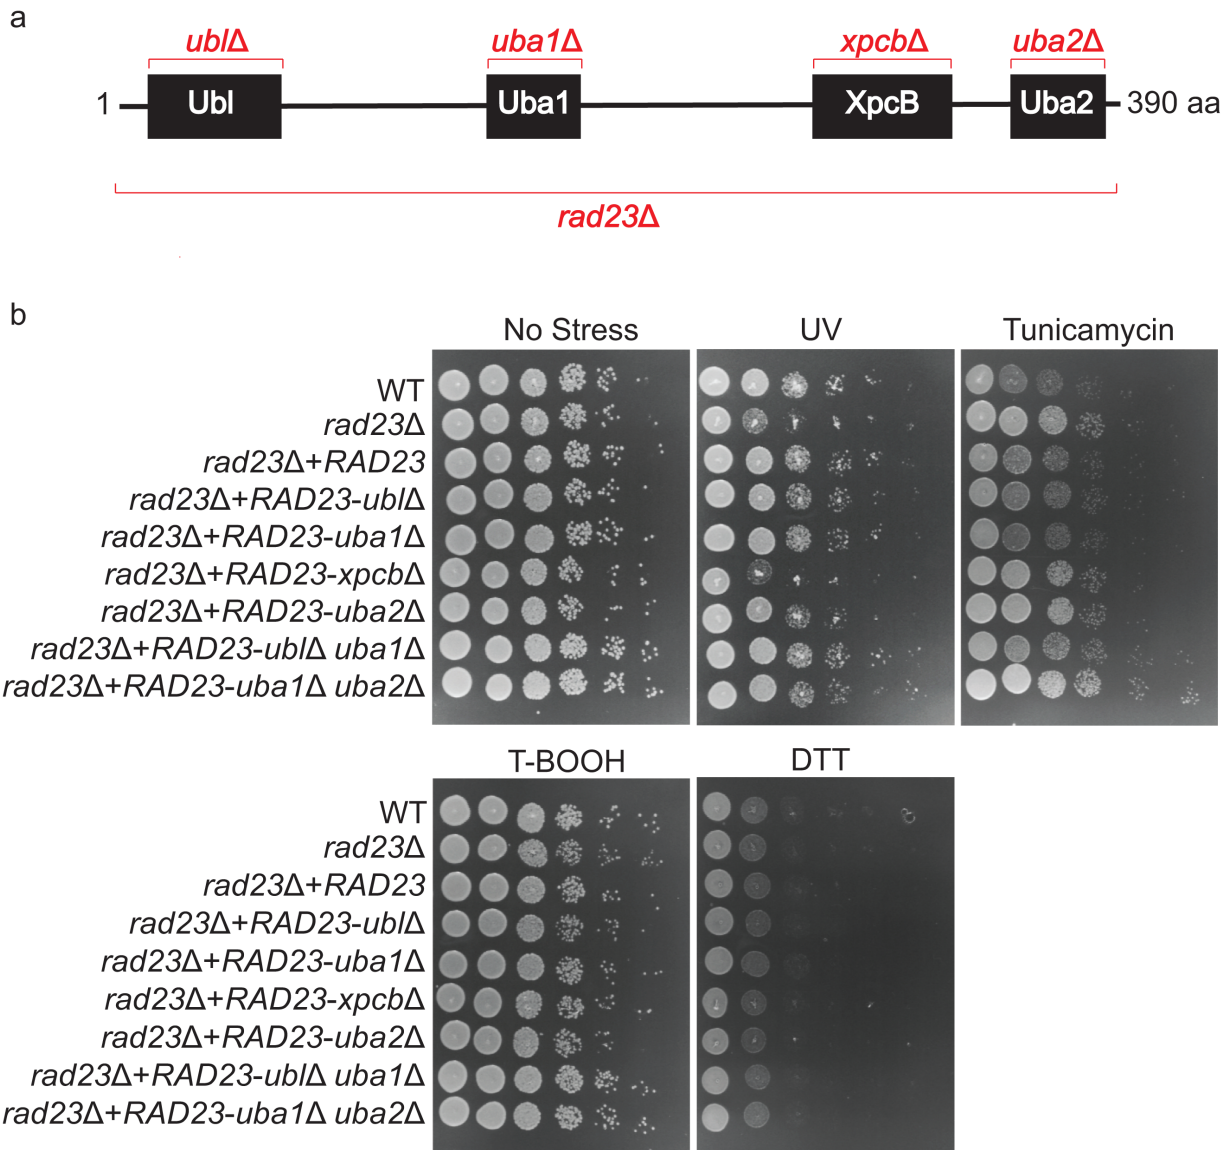 a
ublΔ uba1Δ xpcbΔ uba2Δ
1 Ubl Uba1 XpcB Uba2 390 aa
rad23Δ
b
No Stress UV Tunicamycin
WT
rad23Δ
rad23Δ+RAD23
rad23Δ+RAD23-ublΔ
rad23Δ+RAD23-uba1Δ
rad23Δ+RAD23-xpcbΔ
rad23Δ+RAD23-uba2Δ
rad23Δ+RAD23-ublΔ uba1Δ
rad23Δ+RAD23-uba1Δ uba2Δ
T-BOOH DTT
WT
rad23Δ
rad23Δ+RAD23
rad23Δ+RAD23-ublΔ
rad23Δ+RAD23-uba1Δ
rad23Δ+RAD23-xpcbΔ
rad23Δ+RAD23-uba2Δ
rad23Δ+RAD23-ublΔ uba1Δ
rad23Δ+RAD23-uba1Δ uba2Δ